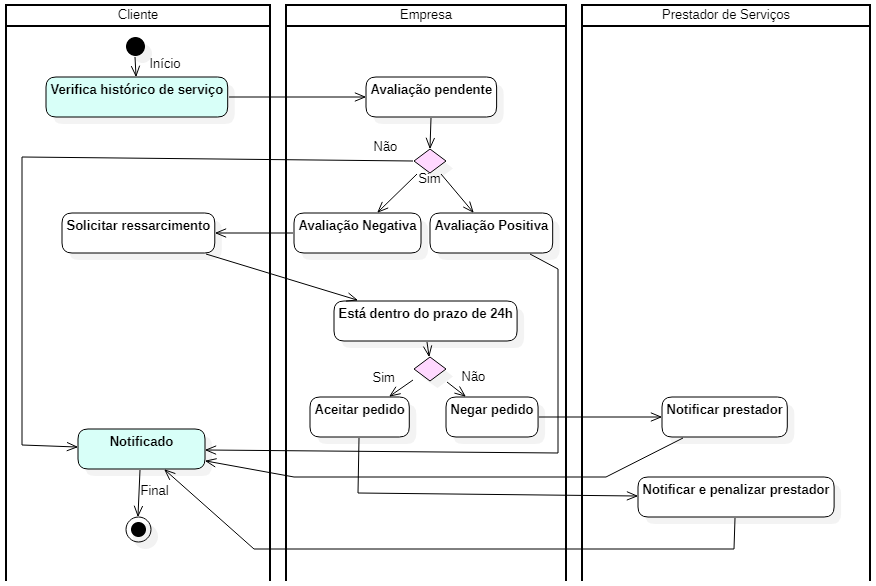 Cliente
Empresa
Prestador de Serviços
Início
Verifica histórico de serviço
Avaliação pendente
Não
Sim
Solicitar ressarcimento
Avaliação Negativa
Avaliação Positiva
Está dentro do prazo de 24h
Sim
Não
Aceitar pedido
Negar pedido
Notificar prestador
Notificado
Final
Notificar e penalizar prestador